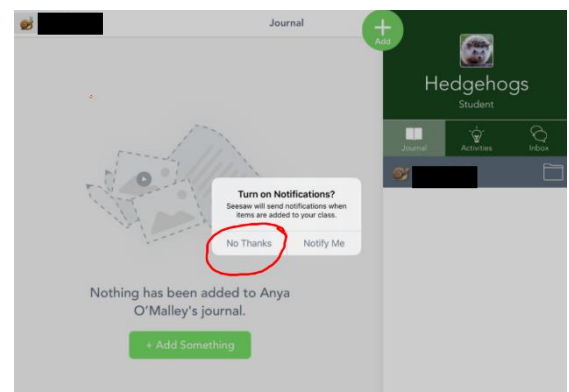 Journal
Add
Hedgehogs
Student
Journal
Activities
Inbox
Turn on Notifications?
Seesaw will send notifications when
items are added to your class.
No Thanks
Notify Me
Nothing has been added to Anya
O'Malley's journal.
+ Add Something